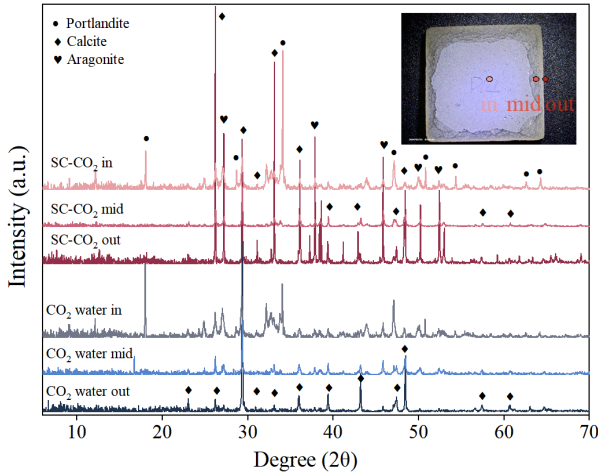 Portlandite
Calcite
Aragonite
in mid out
SC-CO₂ in
SC-CO₂ mid
SC-CO₂ out
CO₂ water in
CO₂ water mid
CO₂ water out
Intensity (a.u.)
10 20 30 40 50 60 70
Degree (2θ)